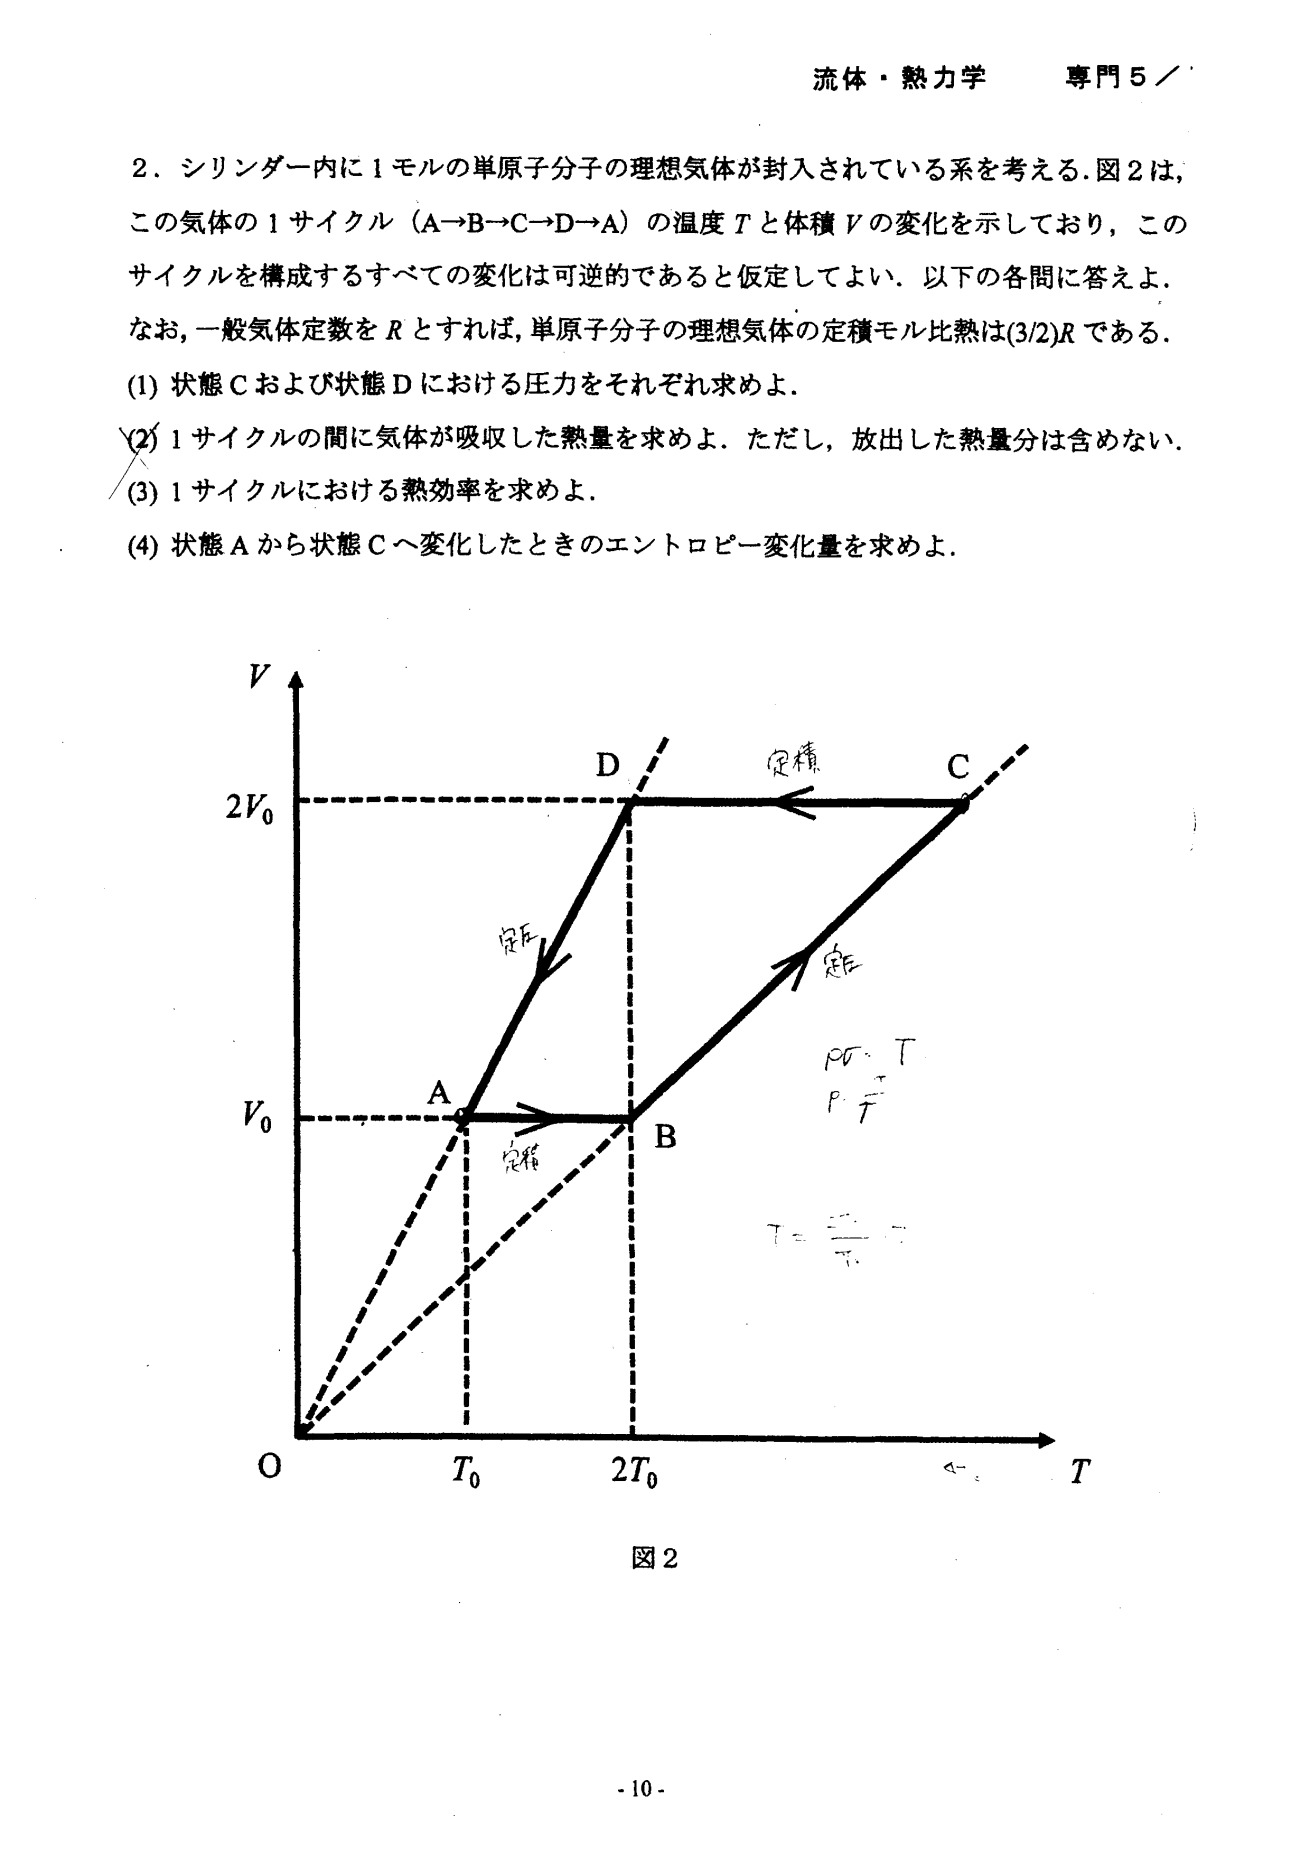 流体・熱力学 専門5/
2. シリンダー内に1モルの単原子分子の理想気体が封入されている系を考える. 図2は,
この気体の1サイクル (A→B→C→D→A) の温度Tと体積Vの変化を示しており, この
サイクルを構成するすべての変化は可逆的であると仮定してよい. 以下の各問に答えよ.
なお, 一般気体定数をRとすれば, 単原子分子の理想気体の定積モル比熱は(3/2)Rである.
(1) 状態Cおよび状態Dにおける圧力をそれぞれ求めよ.
(2) 1サイクルの間に気体が吸収した熱量を求めよ. ただし, 放出した熱量分は含めない.
(3) 1サイクルにおける熱効率を求めよ.
(4) 状態Aから状態Cへ変化したときのエントロピー変化量を求めよ.
V
D 定積 C
2V₀
定圧
定圧
A
V₀
B
定積
O T₀ 2T₀ T
図2
- 10 -